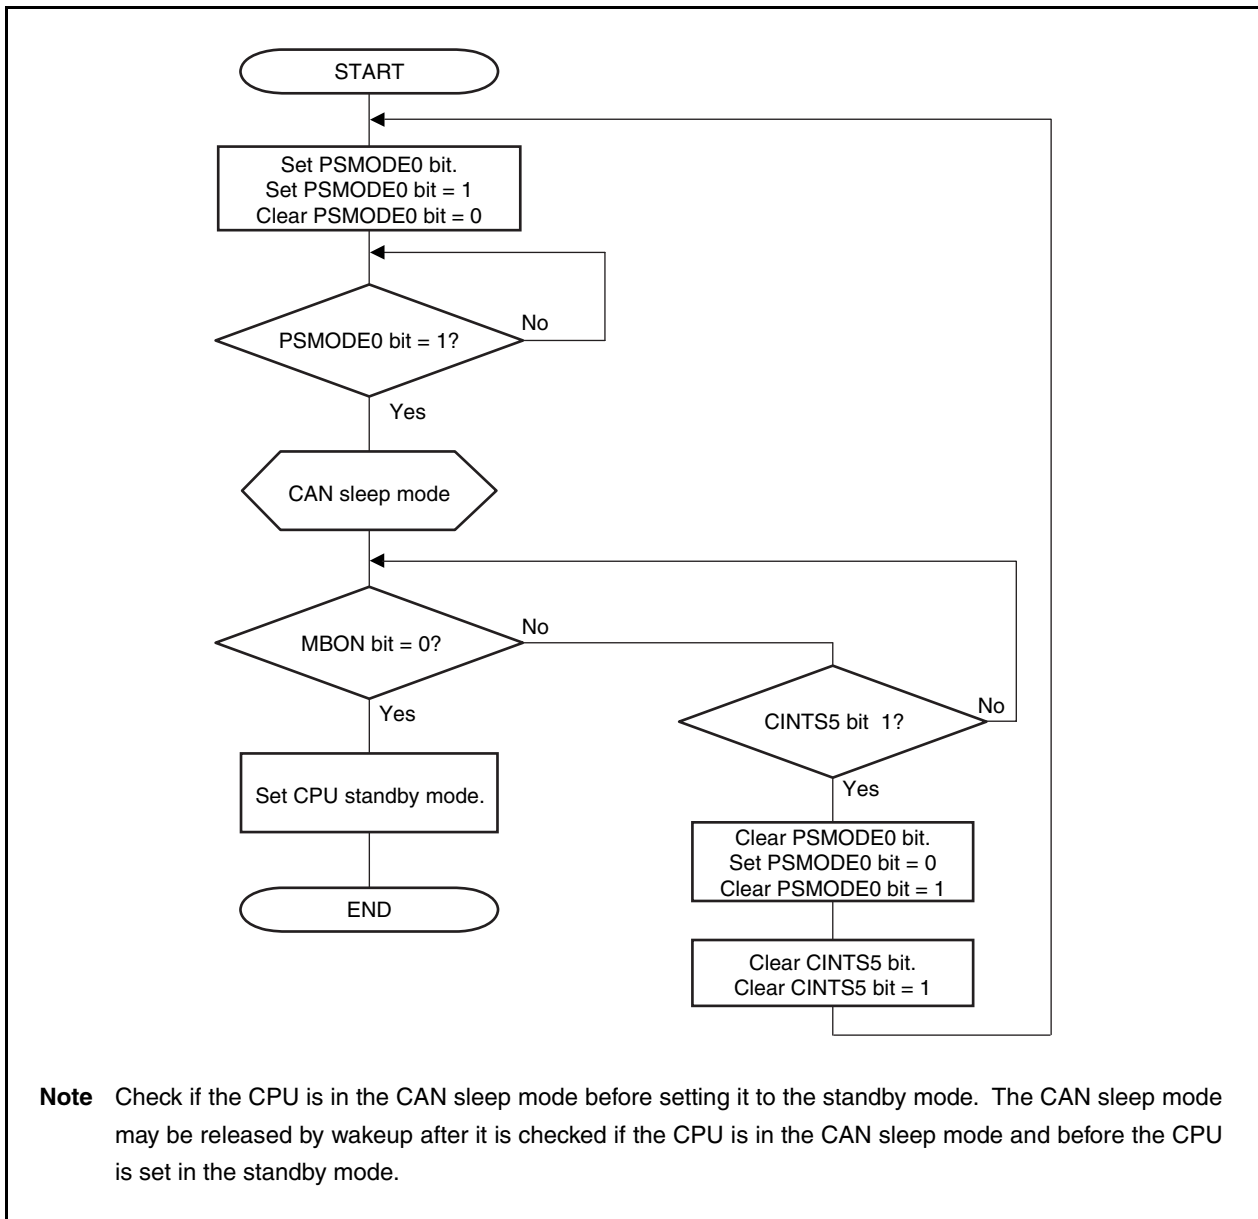 START
Set PSMODE0 bit.
Set PSMODE0 bit = 1
Clear PSMODE0 bit = 0
PSMODE0 bit = 1?
No
Yes
CAN sleep mode
MBON bit = 0?
No
Yes
CINTS5 bit 1?
No
Yes
Set CPU standby mode.
Clear PSMODE0 bit.
Set PSMODE0 bit = 0
Clear PSMODE0 bit = 1
END
Clear CINTS5 bit.
Clear CINTS5 bit = 1
Note Check if the CPU is in the CAN sleep mode before setting it to the standby mode. The CAN sleep mode
may be released by wakeup after it is checked if the CPU is in the CAN sleep mode and before the CPU
is set in the standby mode.